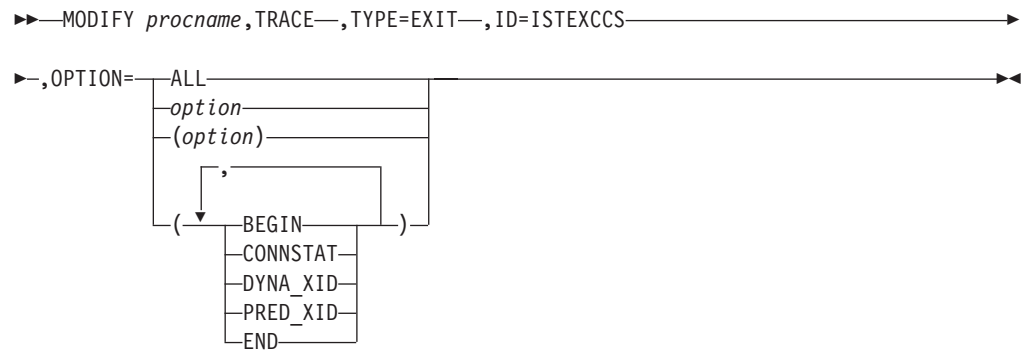 MODIFY procname,TRACE ,TYPE=EXIT ,ID=ISTEXCCS
,OPTION= ALL
option
(option)
,
( BEGIN )
CONNSTAT
DYNA_XID
PRED_XID
END